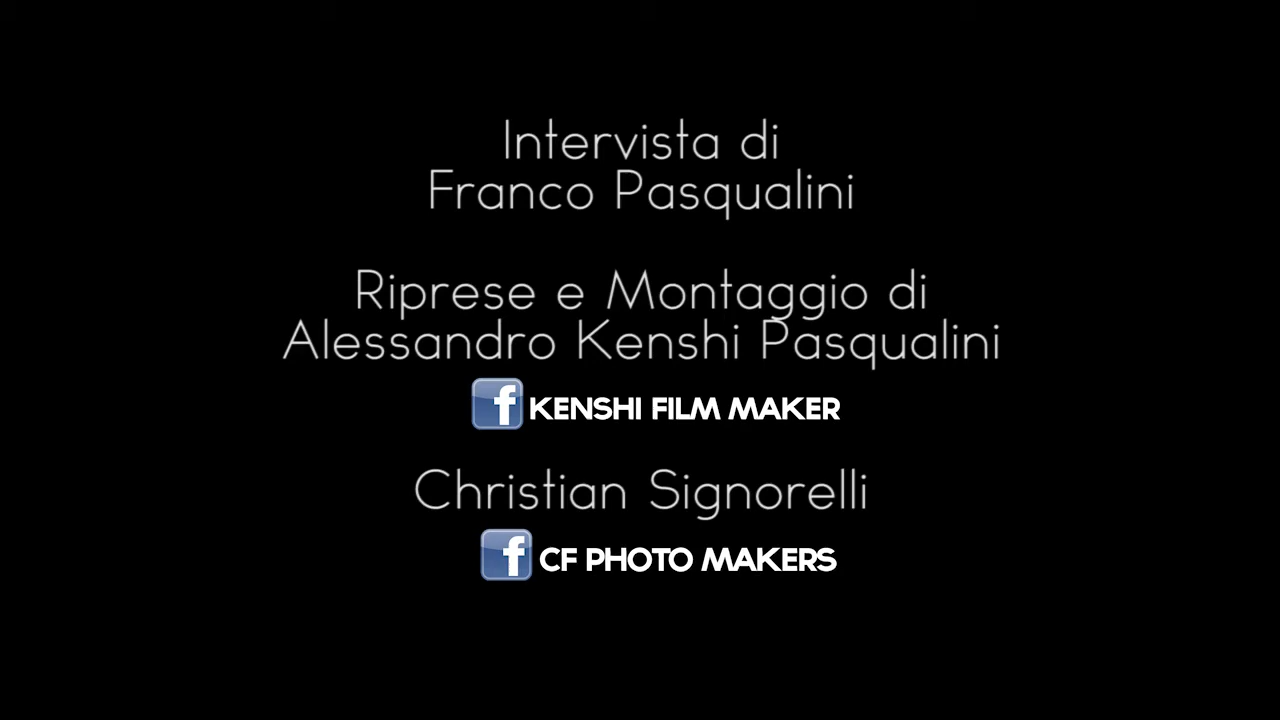 Intervista di
Franco Pasqualini
Riprese e Montaggio di
Alessandro Kenshi Pasqualini
f KENSHI FILM MAKER
Christian Signorelli
f CF PHOTO MAKERS